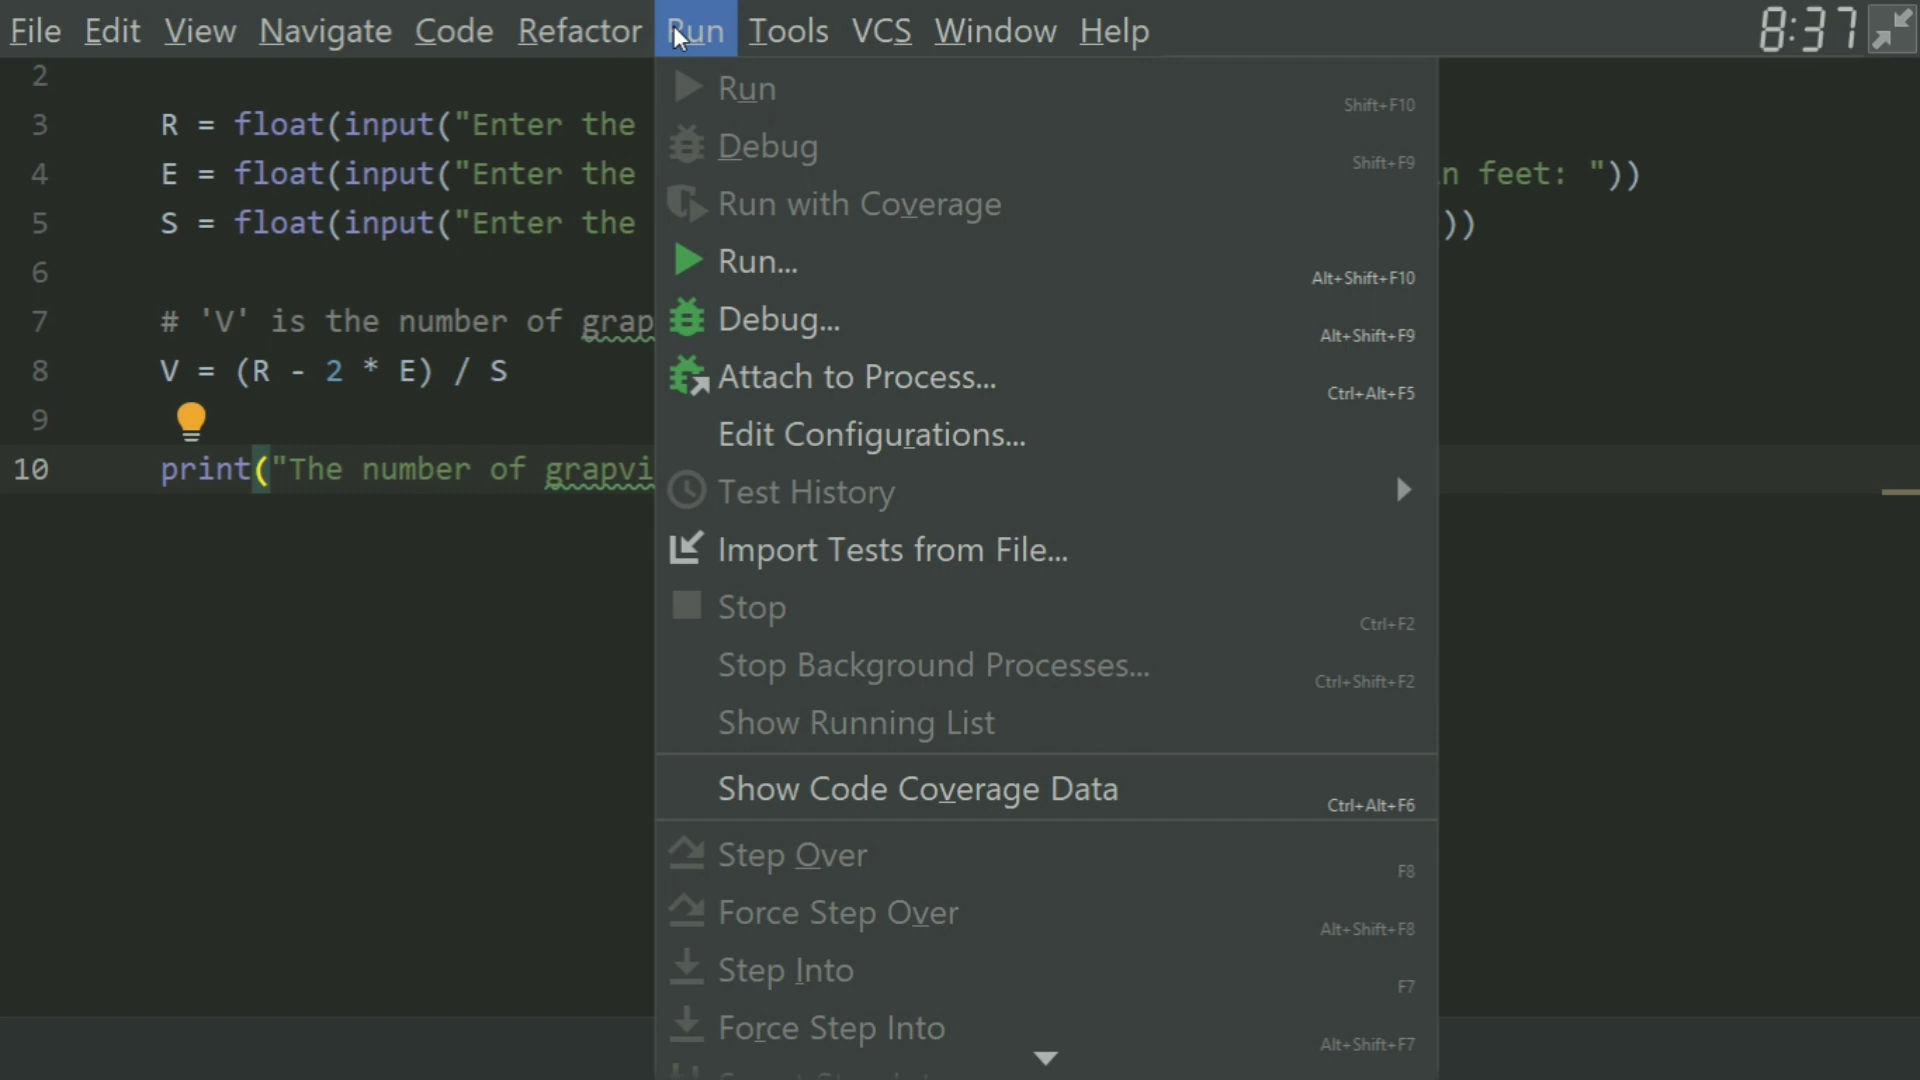 File Edit View Navigate Code Refactor Run Tools VCS Window Help 8:37
2
3 R = float(input("Enter the
4 E = float(input("Enter the n feet: "))
5 S = float(input("Enter the ))
6
7 # 'V' is the number of grap
8 V = (R - 2 * E) / S
9
10 print("The number of grapvi
Run Shift+F10
Debug Shift+F9
Run with Coverage
Run... Alt+Shift+F10
Debug... Alt+Shift+F9
Attach to Process... Ctrl+Alt+F5
Edit Configurations...
Test History
Import Tests from File...
Stop Ctrl+F2
Stop Background Processes... Ctrl+Shift+F2
Show Running List
Show Code Coverage Data Ctrl+Alt+F6
Step Over F8
Force Step Over Alt+Shift+F8
Step Into F7
Force Step Into Alt+Shift+F7